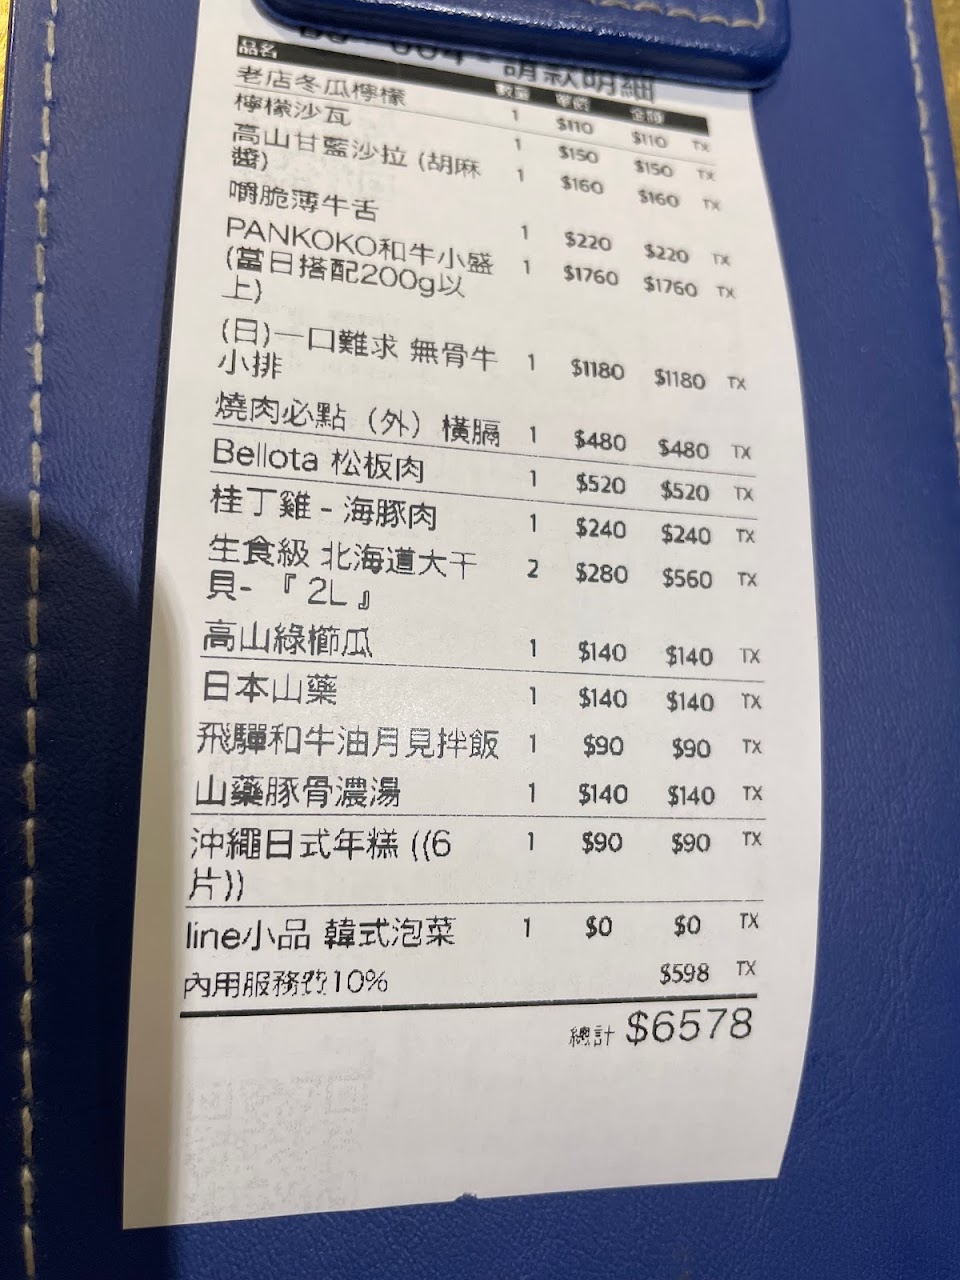 請款明細
品名 數量 單價 金額
老店冬瓜檸檬 1 $110 $110 TX
檸檬沙瓦 1 $150 $150 TX
高山甘藍沙拉 (胡麻 1 $160 $160 TX
醬)
嚼脆薄牛舌 1 $220 $220 TX
PANKOKO和牛小盛 1 $1760 $1760 TX
(當日搭配200g以
上)
(日)一口難求 無骨牛 1 $1180 $1180 TX
小排
燒肉必點（外）橫膈 1 $480 $480 TX
Bellota 松板肉 1 $520 $520 TX
桂丁雞 - 海豚肉 1 $240 $240 TX
生食級 北海道大干 2 $280 $560 TX
貝-『 2L 』
高山綠櫛瓜 1 $140 $140 TX
日本山藥 1 $140 $140 TX
飛驒和牛油月見拌飯 1 $90 $90 TX
山藥豚骨濃湯 1 $140 $140 TX
沖繩日式年糕 ((6 1 $90 $90 TX
片))
line小品 韓式泡菜 1 $0 $0 TX
內用服務費10% $598 TX
總計 $6578